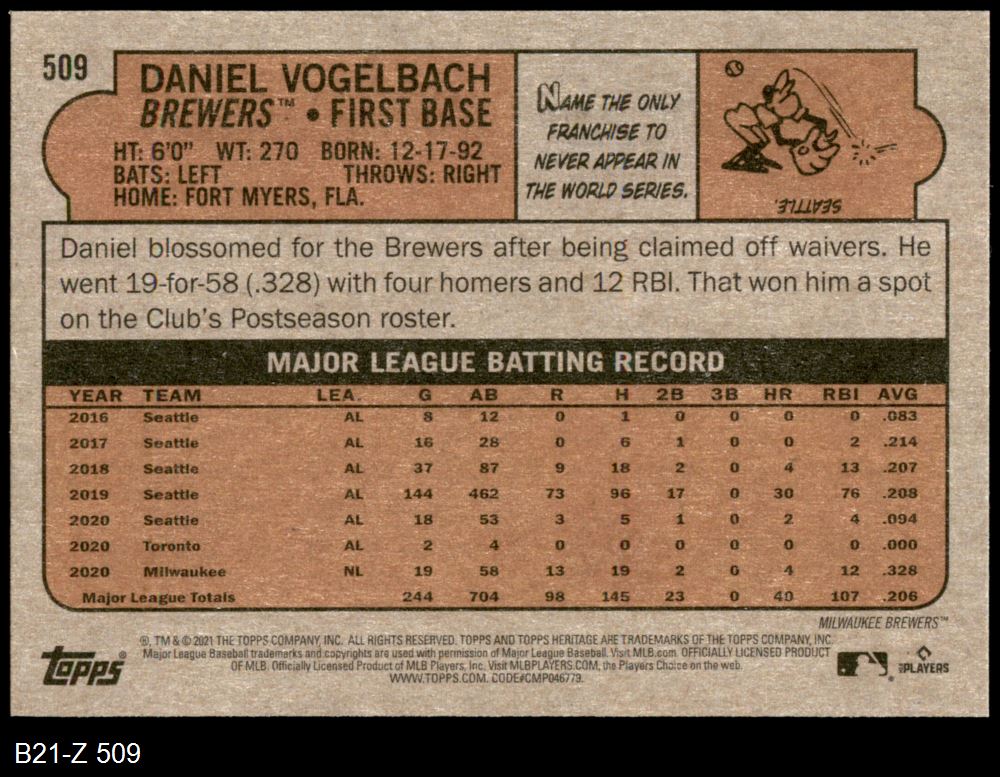 509
DANIEL VOGELBACH
BREWERS™ • FIRST BASE
HT: 6'0" WT: 270 BORN: 12-17-92
BATS: LEFT THROWS: RIGHT
HOME: FORT MYERS, FLA.
NAME THE ONLY
FRANCHISE TO
NEVER APPEAR IN
THE WORLD SERIES.
SEATTLE.
Daniel blossomed for the Brewers after being claimed off waivers. He
went 19-for-58 (.328) with four homers and 12 RBI. That won him a spot
on the Club's Postseason roster.
MAJOR LEAGUE BATTING RECORD
YEAR TEAM LEA. G AB R H 2B 3B HR RBI AVG
2016 Seattle AL 8 12 0 1 0 0 0 0 .083
2017 Seattle AL 16 28 0 6 1 0 0 2 .214
2018 Seattle AL 37 87 9 18 2 0 4 13 .207
2019 Seattle AL 144 462 73 96 17 0 30 76 .208
2020 Seattle AL 18 53 3 5 1 0 2 4 .094
2020 Toronto AL 2 4 0 0 0 0 0 0 .000
2020 Milwaukee NL 19 58 13 19 2 0 4 12 .328
Major League Totals 244 704 98 145 23 0 40 107 .206
MILWAUKEE BREWERS™
®, TM & © 2021 THE TOPPS COMPANY, INC. ALL RIGHTS RESERVED. TOPPS AND TOPPS HERITAGE ARE TRADEMARKS OF THE TOPPS COMPANY, INC.
Major League Baseball trademarks and copyrights are used with permission of Major League Baseball. Visit MLB.com. OFFICIALLY LICENSED PRODUCT
OF MLB. Officially Licensed Product of MLB Players, Inc. Visit MLBPLAYERS.COM, the Players Choice on the web.
WWW.TOPPS.COM. CODE#CMP046779.
Topps®
MLB PLAYERS
B21-Z 509